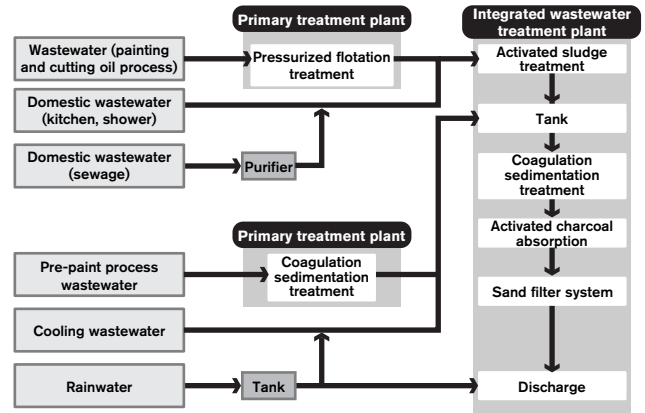 Primary treatment plant
Integrated wastewater
treatment plant
Wastewater (painting
and cutting oil process)
Pressurized flotation
treatment
Activated sludge
treatment
Domestic wastewater
(kitchen, shower)
Tank
Domestic wastewater
(sewage)
Purifier
Coagulation
sedimentation
treatment
Primary treatment plant
Activated charcoal
absorption
Pre-paint process
wastewater
Coagulation
sedimentation
treatment
Sand filter system
Cooling wastewater
Rainwater
Tank
Discharge